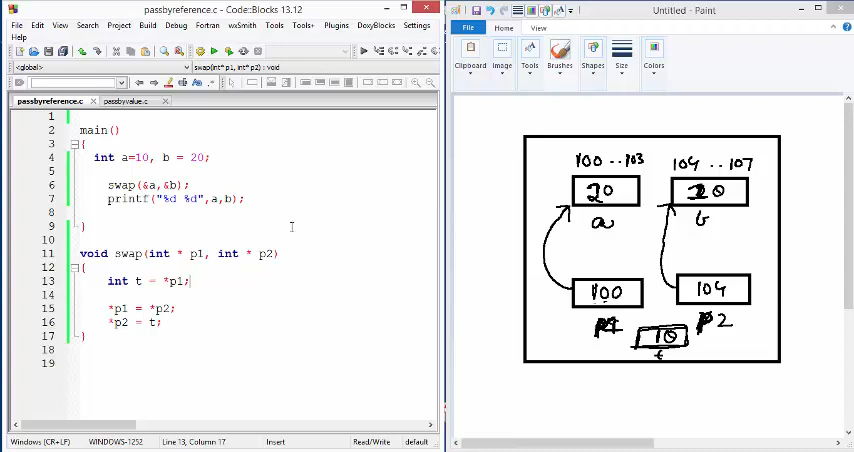 passbyreference.c - Code::Blocks 13.12
File Edit View Search Project Build Debug Fortran wxSmith Tools Tools+ Plugins DoxyBlocks Settings
Help
<global> swap(int* p1, int* p2) : void
passbyreference.c passbyvalue.c
1
2 main()
3 {
4 int a=10, b = 20;
5
6 swap(&a,&b);
7 printf("%d %d",a,b);
8
9 }
10
11 void swap(int * p1, int * p2)
12 {
13 int t = *p1;
14
15 *p1 = *p2;
16 *p2 = t;
17 }
18
19
Windows (CR+LF) WINDOWS-1252 Line 13, Column 17 Insert Read/Write default
Untitled - Paint
File Home View
Clipboard Image Tools Brushes Shapes Size Colors
100 ..103 104 ..107
20
a b
100 104
p1 p2
10
t